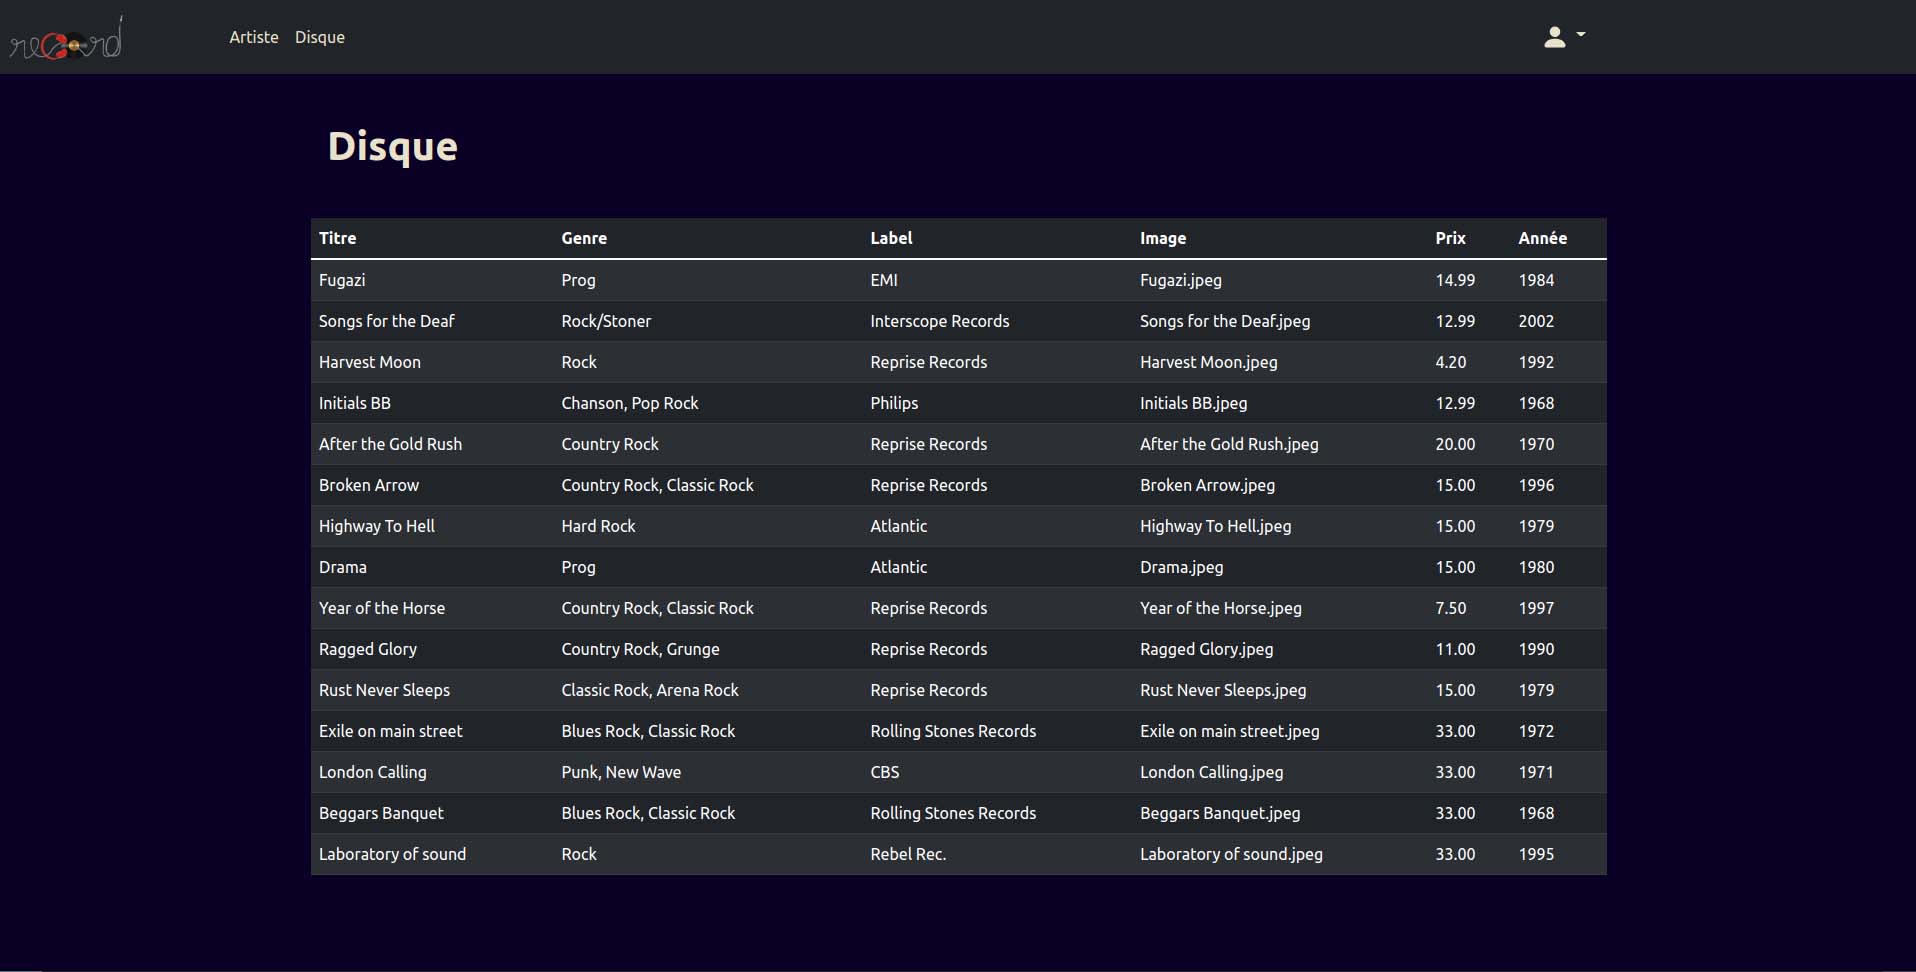 record
Artiste Disque
Disque
Titre Genre Label Image Prix Année
Fugazi Prog EMI Fugazi.jpeg 14.99 1984
Songs for the Deaf Rock/Stoner Interscope Records Songs for the Deaf.jpeg 12.99 2002
Harvest Moon Rock Reprise Records Harvest Moon.jpeg 4.20 1992
Initials BB Chanson, Pop Rock Philips Initials BB.jpeg 12.99 1968
After the Gold Rush Country Rock Reprise Records After the Gold Rush.jpeg 20.00 1970
Broken Arrow Country Rock, Classic Rock Reprise Records Broken Arrow.jpeg 15.00 1996
Highway To Hell Hard Rock Atlantic Highway To Hell.jpeg 15.00 1979
Drama Prog Atlantic Drama.jpeg 15.00 1980
Year of the Horse Country Rock, Classic Rock Reprise Records Year of the Horse.jpeg 7.50 1997
Ragged Glory Country Rock, Grunge Reprise Records Ragged Glory.jpeg 11.00 1990
Rust Never Sleeps Classic Rock, Arena Rock Reprise Records Rust Never Sleeps.jpeg 15.00 1979
Exile on main street Blues Rock, Classic Rock Rolling Stones Records Exile on main street.jpeg 33.00 1972
London Calling Punk, New Wave CBS London Calling.jpeg 33.00 1971
Beggars Banquet Blues Rock, Classic Rock Rolling Stones Records Beggars Banquet.jpeg 33.00 1968
Laboratory of sound Rock Rebel Rec. Laboratory of sound.jpeg 33.00 1995